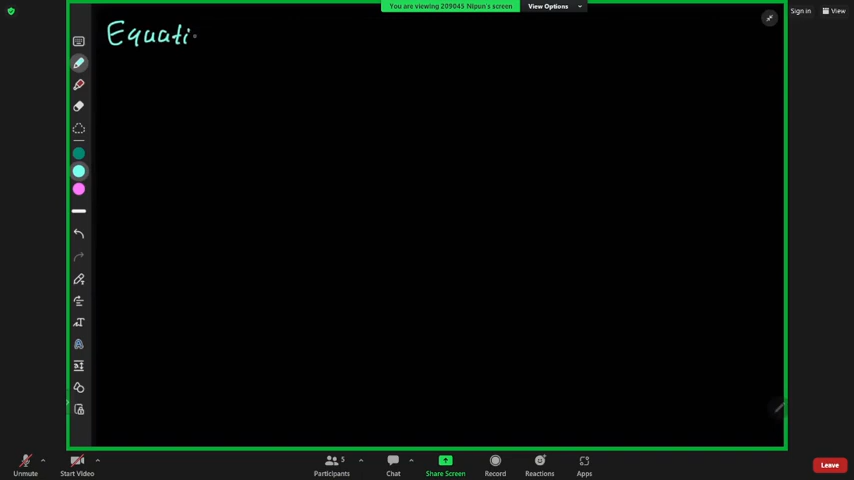 You are viewing 209045 Nipun's screen
View Options
Sign in
View
Equati
Unmute
Start Video
Participants
5
Chat
Share Screen
Record
Reactions
Apps
Leave